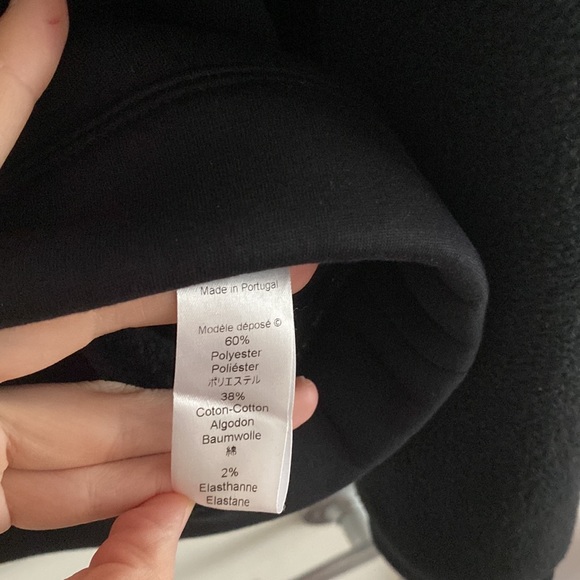 Made in Portugal
Modèle déposé ©
60%
Polyester
Poliéster
ポリエステル
38%
Coton-Cotton
Algodon
Baumwolle
綿
2%
Elasthanne
Elastane